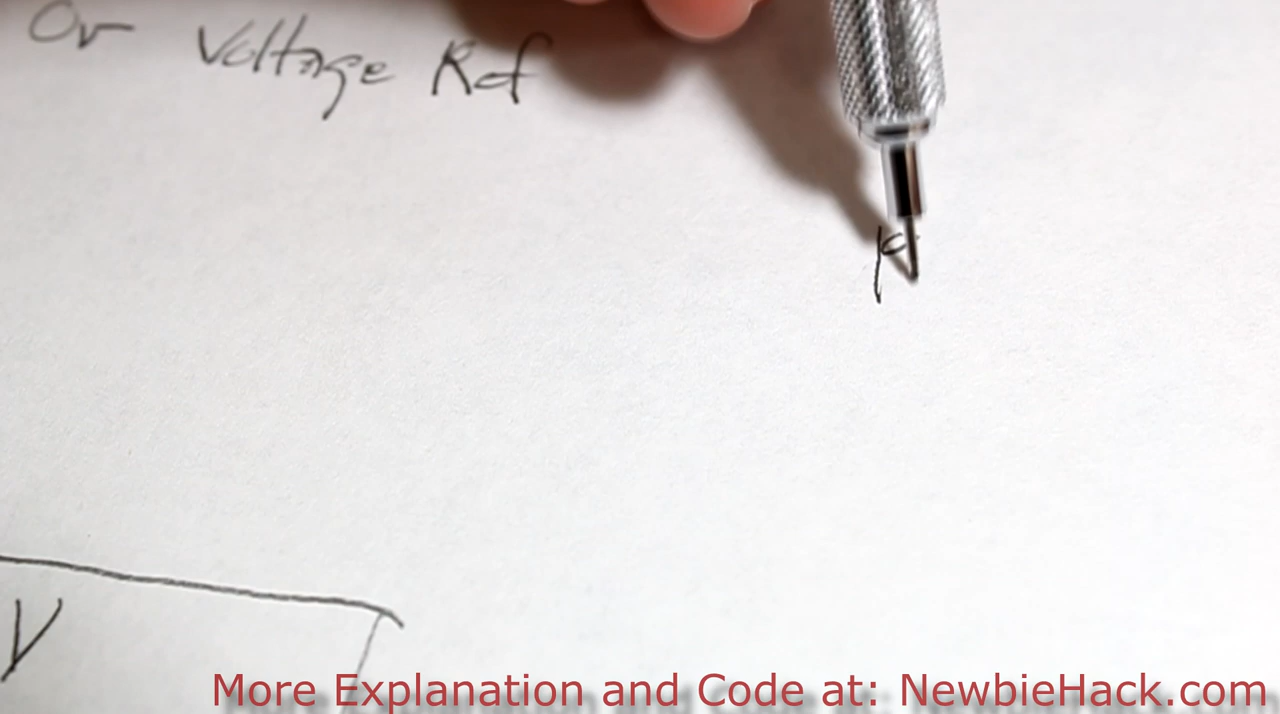 Or Voltage Ref
V
More Explanation and Code at: NewbieHack.com